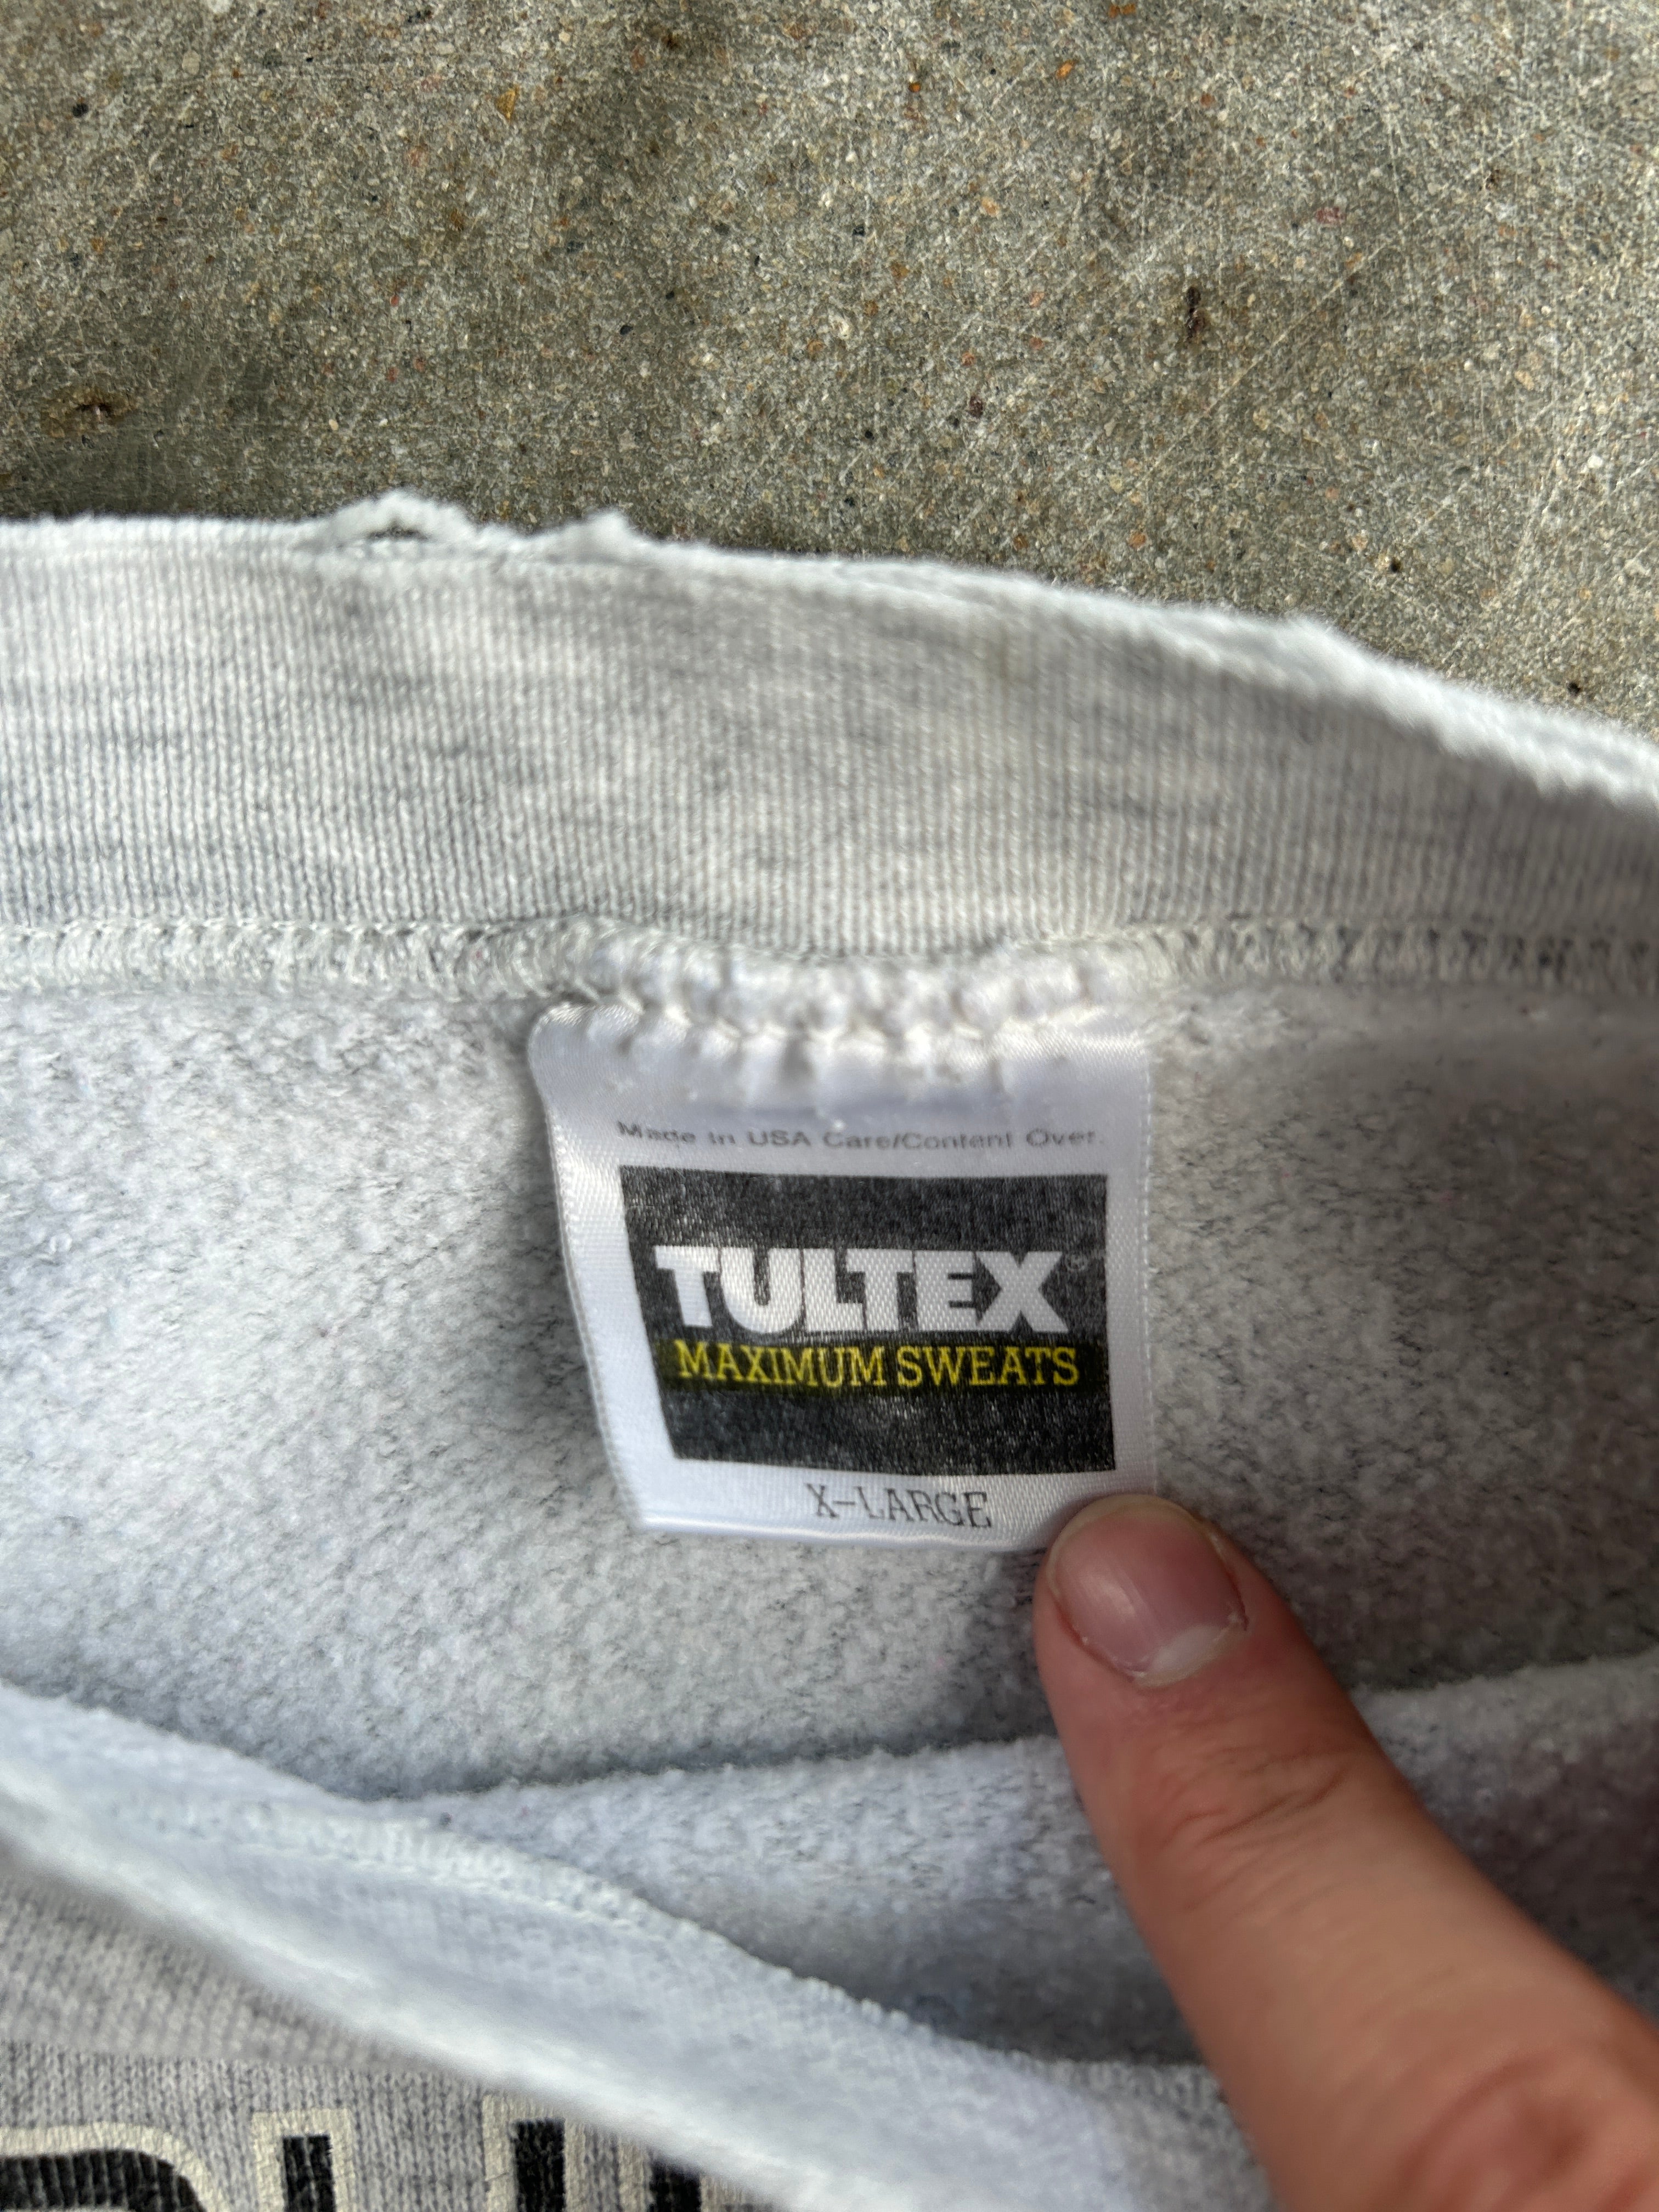 Made in USA Care/Content Over.
TULTEX®
MAXIMUM SWEATS
X-LARGE